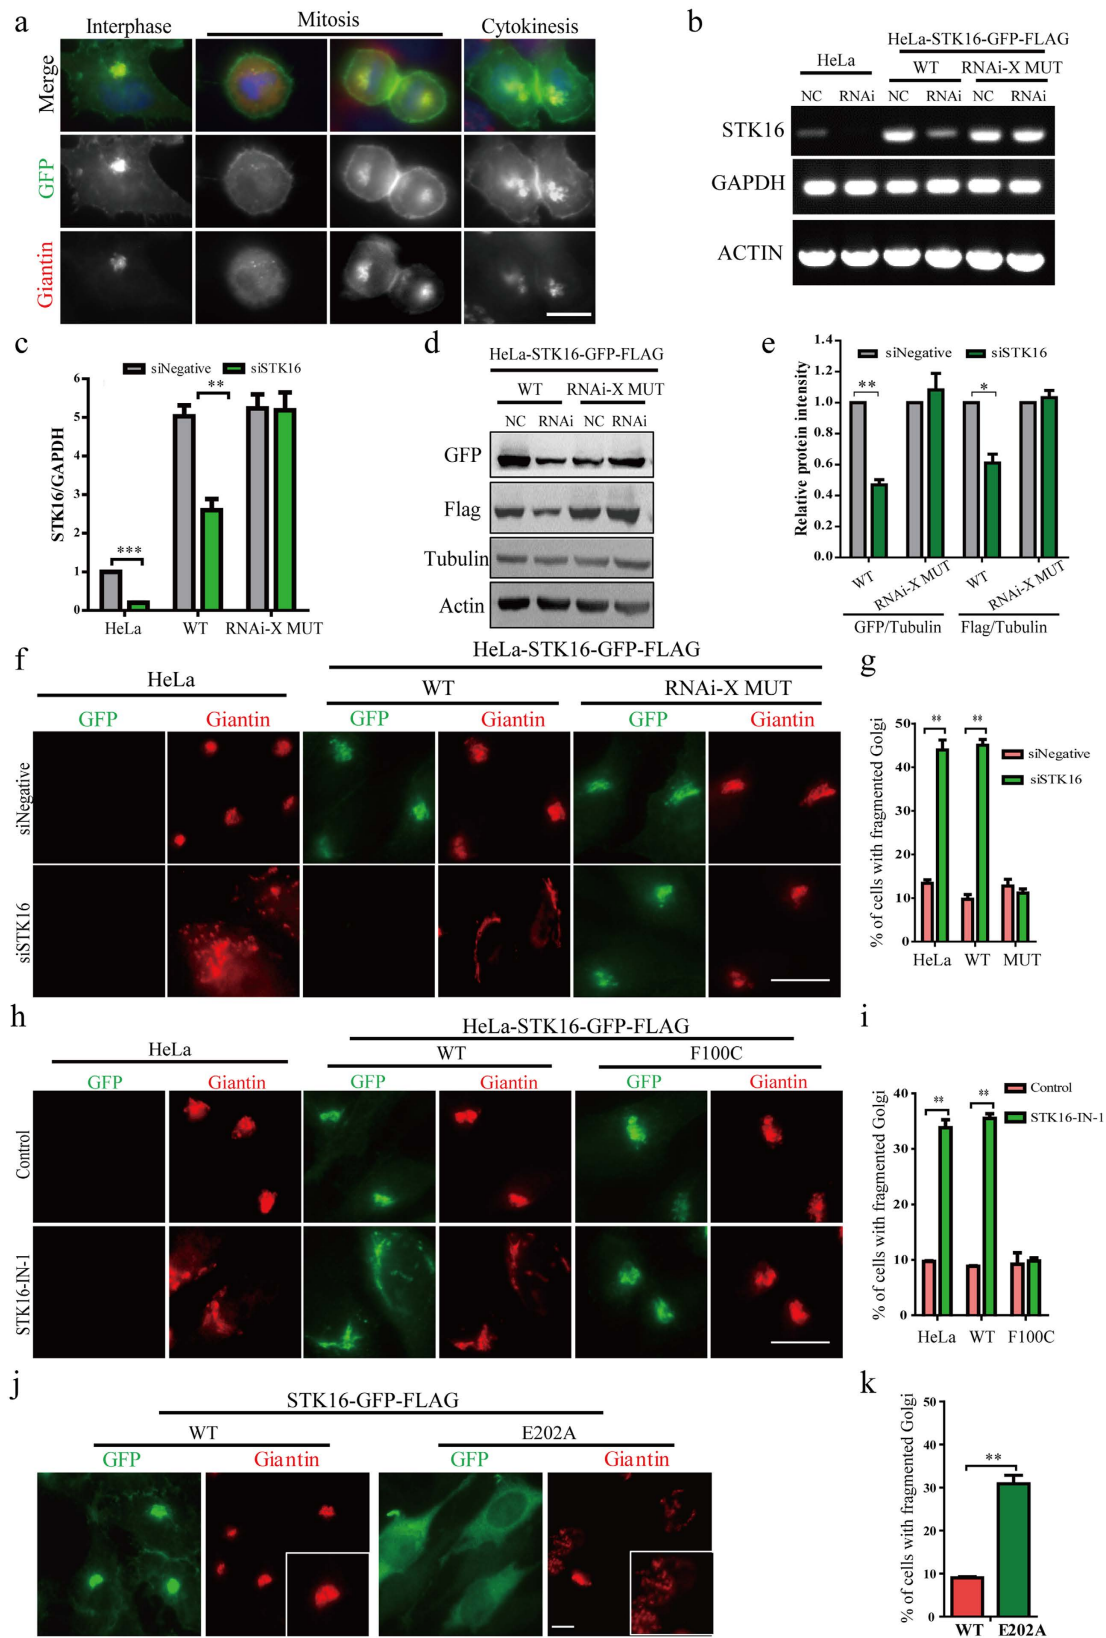 a
Interphase Mitosis Cytokinesis
Merge
GFP
Giantin
b
HeLa-STK16-GFP-FLAG
HeLa WT RNAi-X MUT
NC RNAi NC RNAi NC RNAi
STK16
GAPDH
ACTIN
c
siNegative siSTK16
STK16/GAPDH
6
5
4
3
2
1
0
***
**
HeLa WT RNAi-X MUT
d
HeLa-STK16-GFP-FLAG
WT RNAi-X MUT
NC RNAi NC RNAi
GFP
Flag
Tubulin
Actin
e
siNegative siSTK16
Relative protein intensity
1.4
1.2
1.0
0.8
0.6
0.4
0.2
0.0
**
*
WT RNAi-X MUT WT RNAi-X MUT
GFP/Tubulin Flag/Tubulin
f
HeLa-STK16-GFP-FLAG
HeLa WT RNAi-X MUT
GFP Giantin GFP Giantin GFP Giantin
siNegative
siSTK16
g
% of cells with fragmented Golgi
50
40
30
20
10
0
** **
siNegative
siSTK16
HeLa WT MUT
h
HeLa-STK16-GFP-FLAG
HeLa WT F100C
GFP Giantin GFP Giantin GFP Giantin
Control
STK16-IN-1
i
% of cells with fragmented Golgi
40
30
20
10
0
** **
Control
STK16-IN-1
HeLa WT F100C
j
STK16-GFP-FLAG
WT E202A
GFP Giantin GFP Giantin
k
% of cells with fragmented Golgi
50
40
30
20
10
0
**
WT E202A